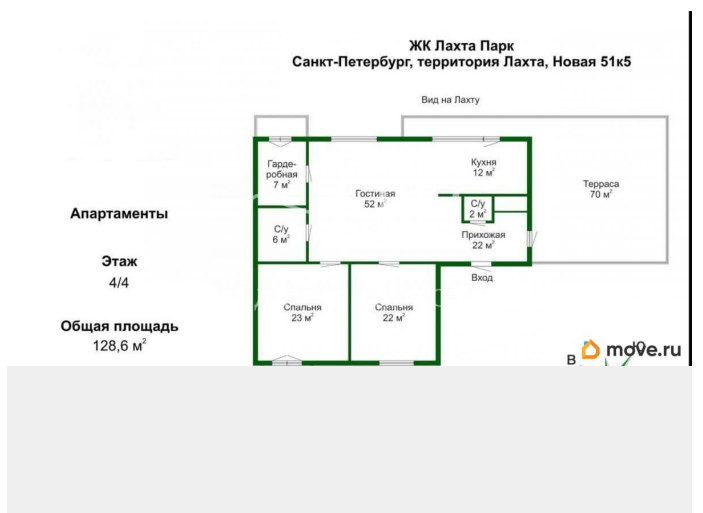 ЖК Лахта Парк
Санкт-Петербург, территория Лахта, Новая 51к5
Вид на Лахту
Гарде-
робная
7 м²
Кухня
12 м²
Гостиная
52 м²
Терраса
70 м²
С/у
2 м²
С/у
6 м²
Прихожая
22 м²
Вход
Апартаменты
Этаж
4/4
Общая площадь
128,6 м²
Спальня
23 м²
Спальня
22 м²
В
Ю
move.ru